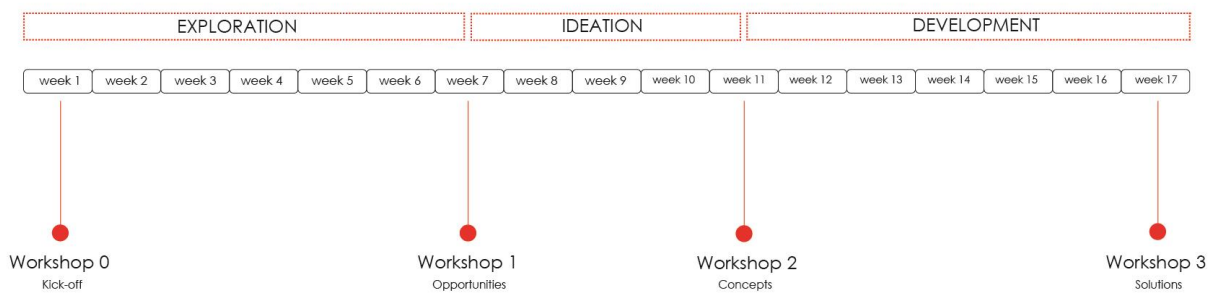 EXPLORATION IDEATION DEVELOPMENT
week 1 week 2 week 3 week 4 week 5 week 6 week 7 week 8 week 9 week 10 week 11 week 12 week 13 week 14 week 15 week 16 week 17
Workshop 0 Workshop 1 Workshop 2 Workshop 3
Kick-off Opportunities Concepts Solutions